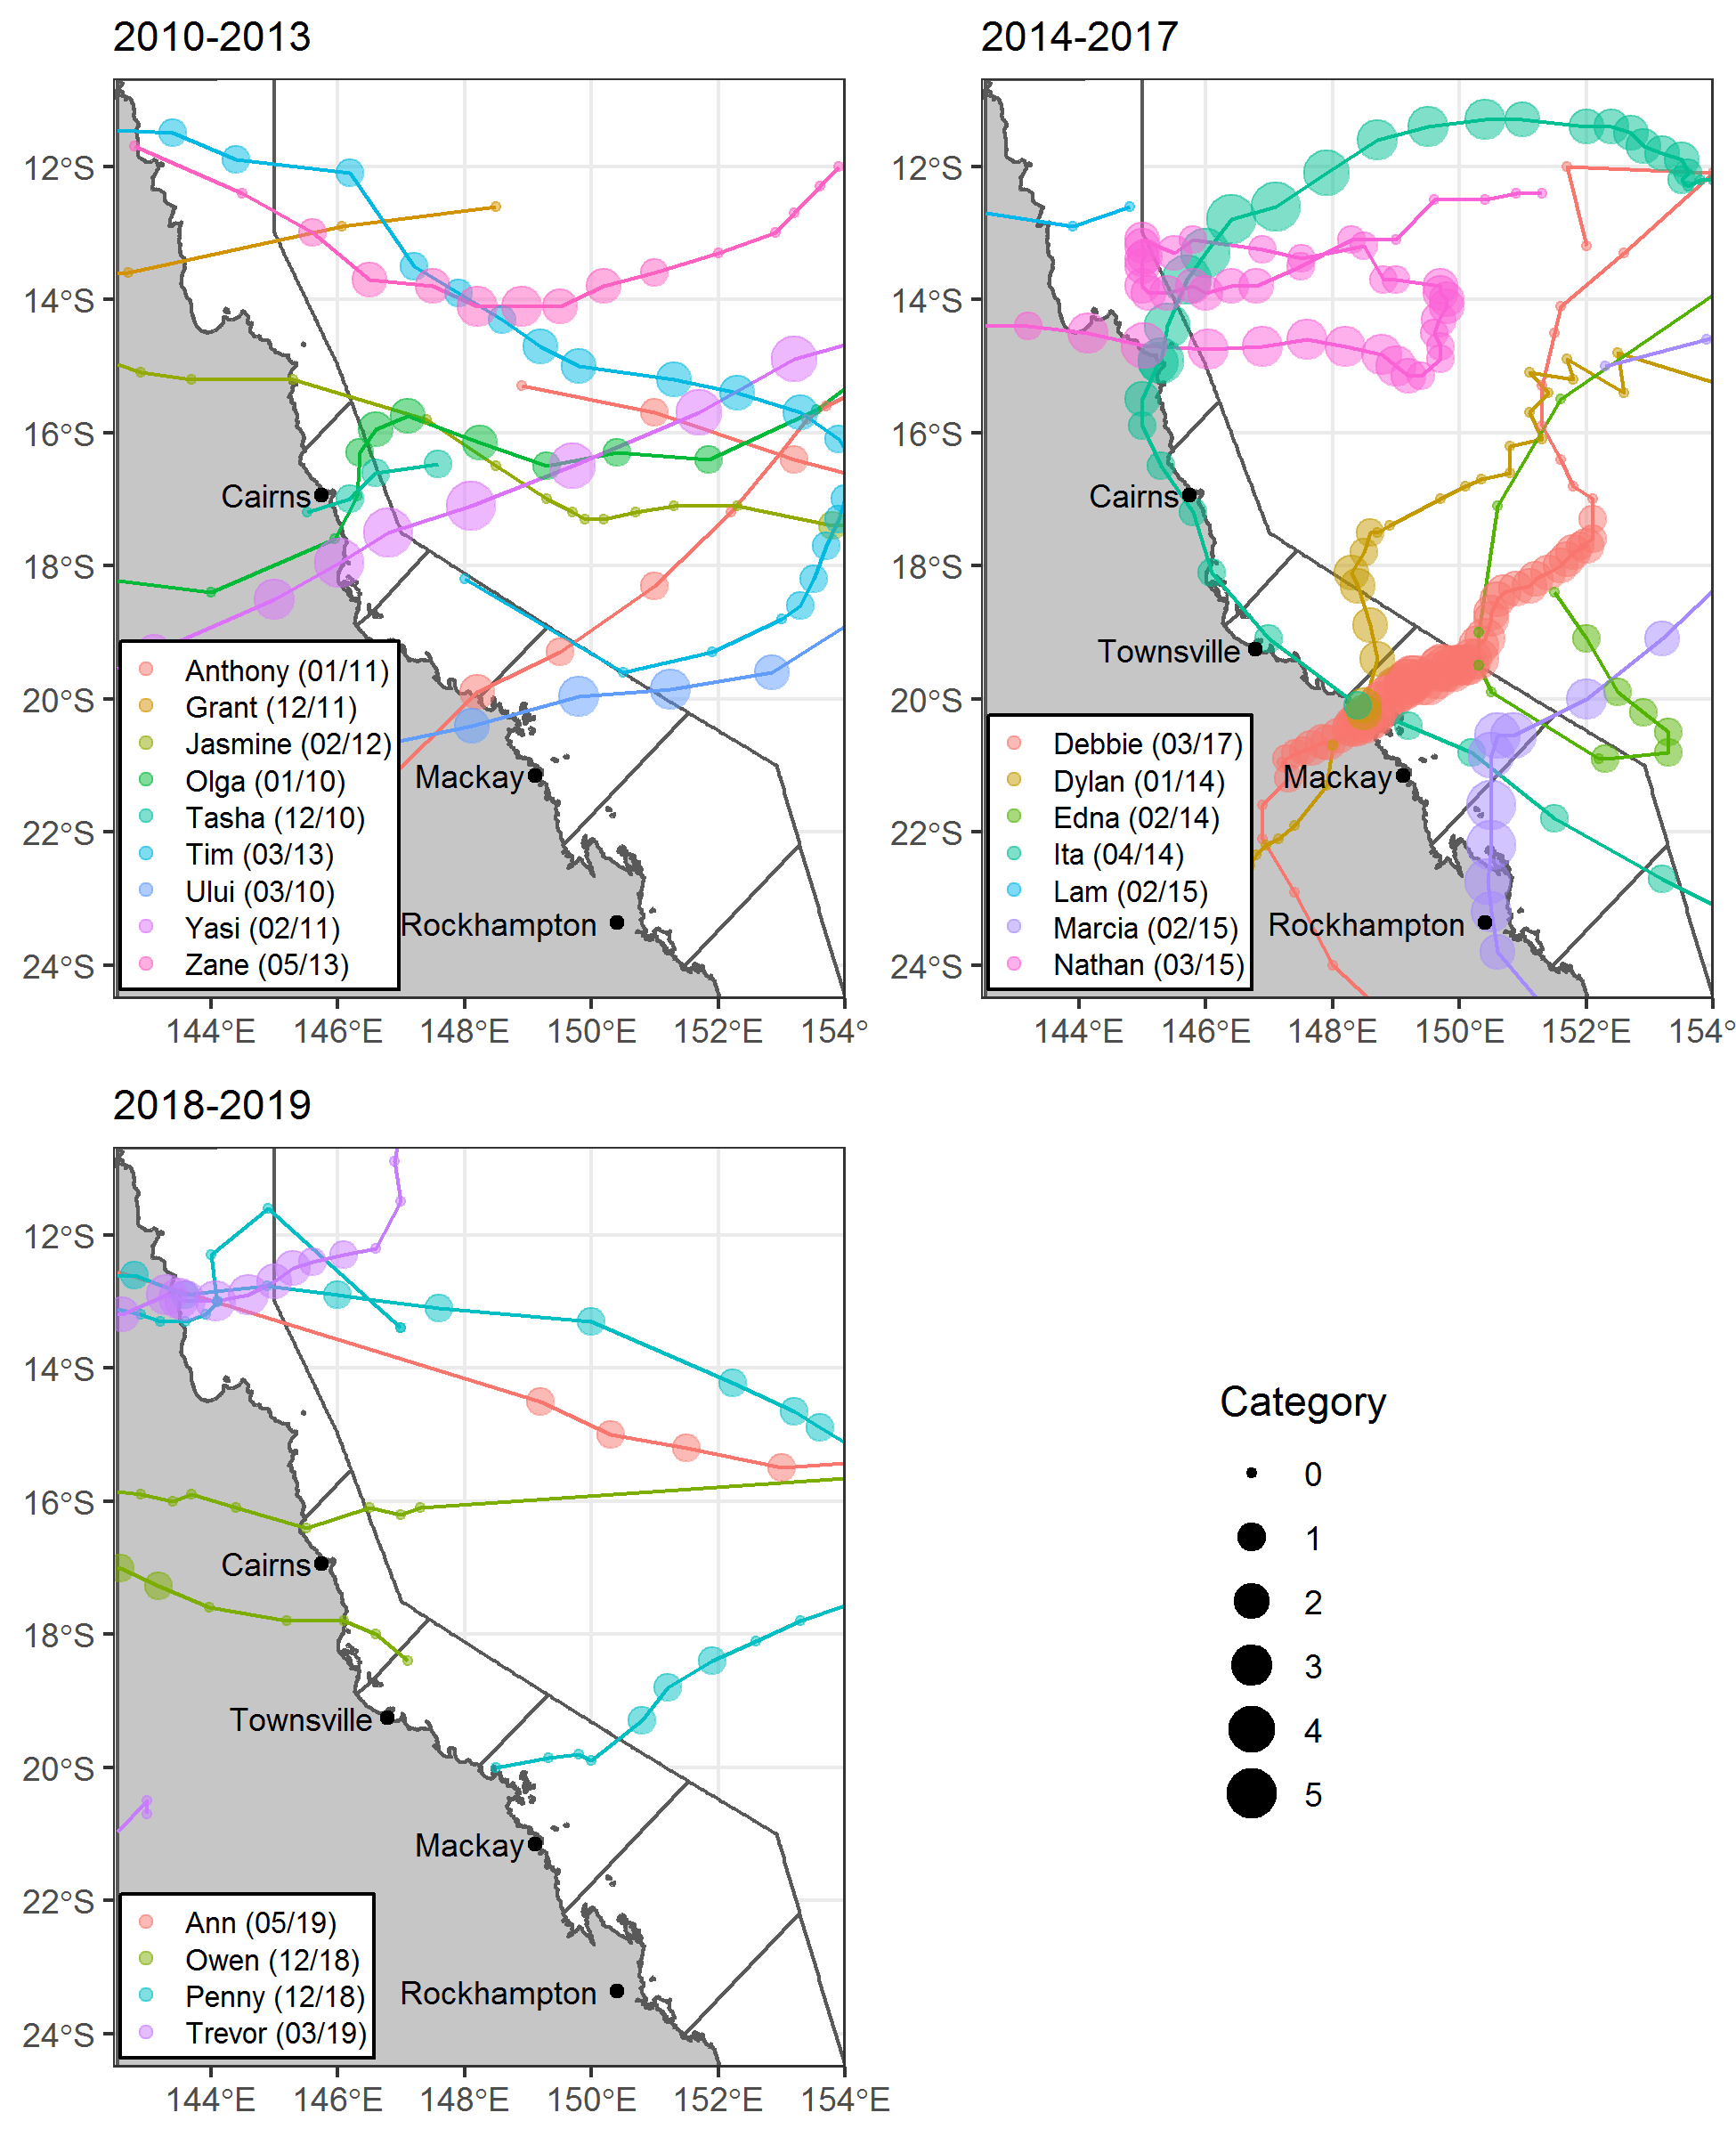 2010-2013
12°S
14°S
16°S
18°S
20°S
22°S
24°S
Cairns
Mackay
Rockhampton
Anthony (01/11)
Grant (12/11)
Jasmine (02/12)
Olga (01/10)
Tasha (12/10)
Tim (03/13)
Ului (03/10)
Yasi (02/11)
Zane (05/13)
144°E 146°E 148°E 150°E 152°E 154°
2014-2017
12°S
14°S
16°S
18°S
20°S
22°S
24°S
Cairns
Townsville
Mackay
Rockhampton
Debbie (03/17)
Dylan (01/14)
Edna (02/14)
Ita (04/14)
Lam (02/15)
Marcia (02/15)
Nathan (03/15)
144°E 146°E 148°E 150°E 152°E 154°
2018-2019
12°S
14°S
16°S
18°S
20°S
22°S
24°S
Cairns
Townsville
Mackay
Rockhampton
Ann (05/19)
Owen (12/18)
Penny (12/18)
Trevor (03/19)
144°E 146°E 148°E 150°E 152°E 154°E
Category
0
1
2
3
4
5